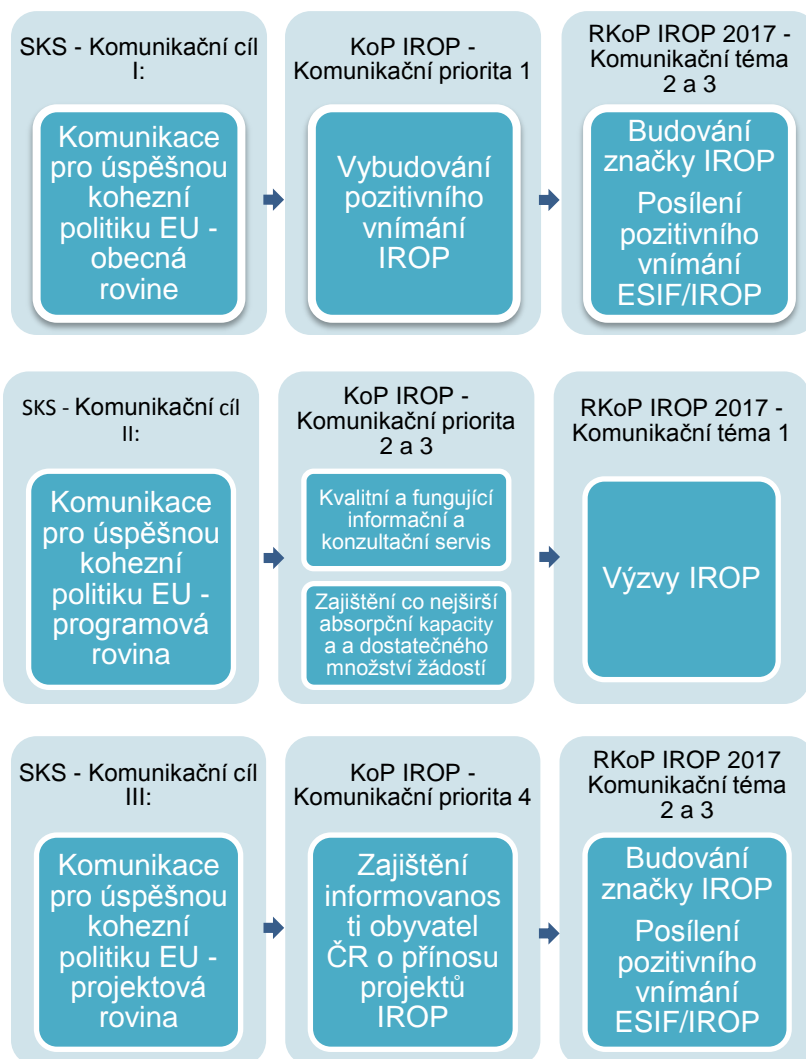 SKS - Komunikační cíl
I:
Komunikace
pro úspěšnou
kohezní
politiku EU -
obecná
rovine
KoP IROP -
Komunikační priorita 1
Vybudování
pozitivního
vnímání
IROP
RKoP IROP 2017 -
Komunikační téma
2 a 3
Budování
značky IROP
Posílení
pozitivního
vnímání
ESIF/IROP
SKS - Komunikační cíl
II:
Komunikace
pro úspěšnou
kohezní
politiku EU -
programová
rovina
KoP IROP -
Komunikační priorita
2 a 3
Kvalitní a fungující
informační a
konzultační servis
Zajištění co nejširší
absorpční kapacity
a a dostatečného
množství žádostí
RKoP IROP 2017 -
Komunikační téma 1
Výzvy IROP
SKS - Komunikační cíl
III:
Komunikace
pro úspěšnou
kohezní
politiku EU -
projektová
rovina
KoP IROP -
Komunikační priorita 4
Zajištění
informovanos
ti obyvatel
ČR o přínosu
projektů
IROP
RKoP IROP 2017
Komunikační téma
2 a 3
Budování
značky IROP
Posílení
pozitivního
vnímání
ESIF/IROP